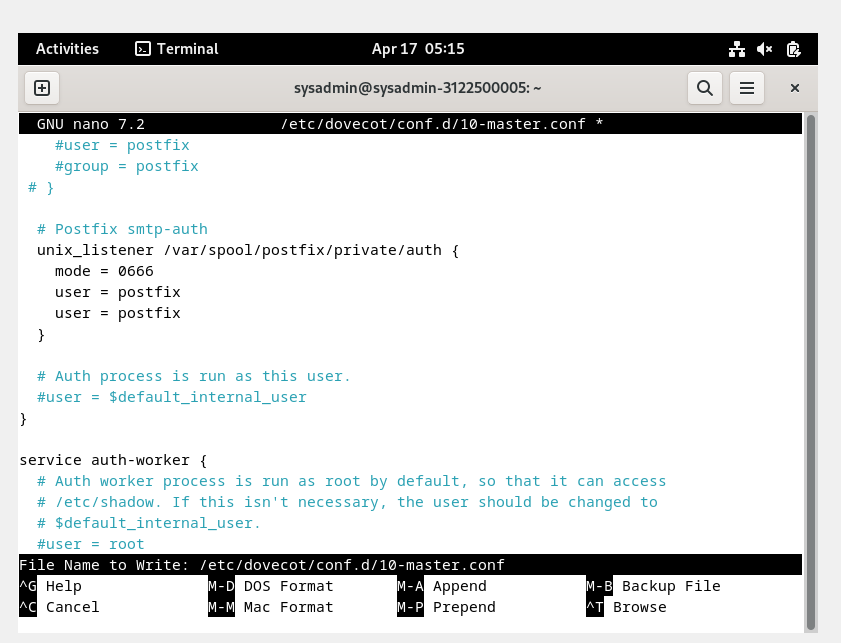 Activities Terminal Apr 17 05:15
sysadmin@sysadmin-3122500005: ~
GNU nano 7.2 /etc/dovecot/conf.d/10-master.conf *
#user = postfix
#group = postfix
# }
# Postfix smtp-auth
unix_listener /var/spool/postfix/private/auth {
mode = 0666
user = postfix
user = postfix
}
# Auth process is run as this user.
#user = $default_internal_user
}
service auth-worker {
# Auth worker process is run as root by default, so that it can access
# /etc/shadow. If this isn't necessary, the user should be changed to
# $default_internal_user.
#user = root
File Name to Write: /etc/dovecot/conf.d/10-master.conf
^G Help M-D DOS Format M-A Append M-B Backup File
^C Cancel M-M Mac Format M-P Prepend ^T Browse